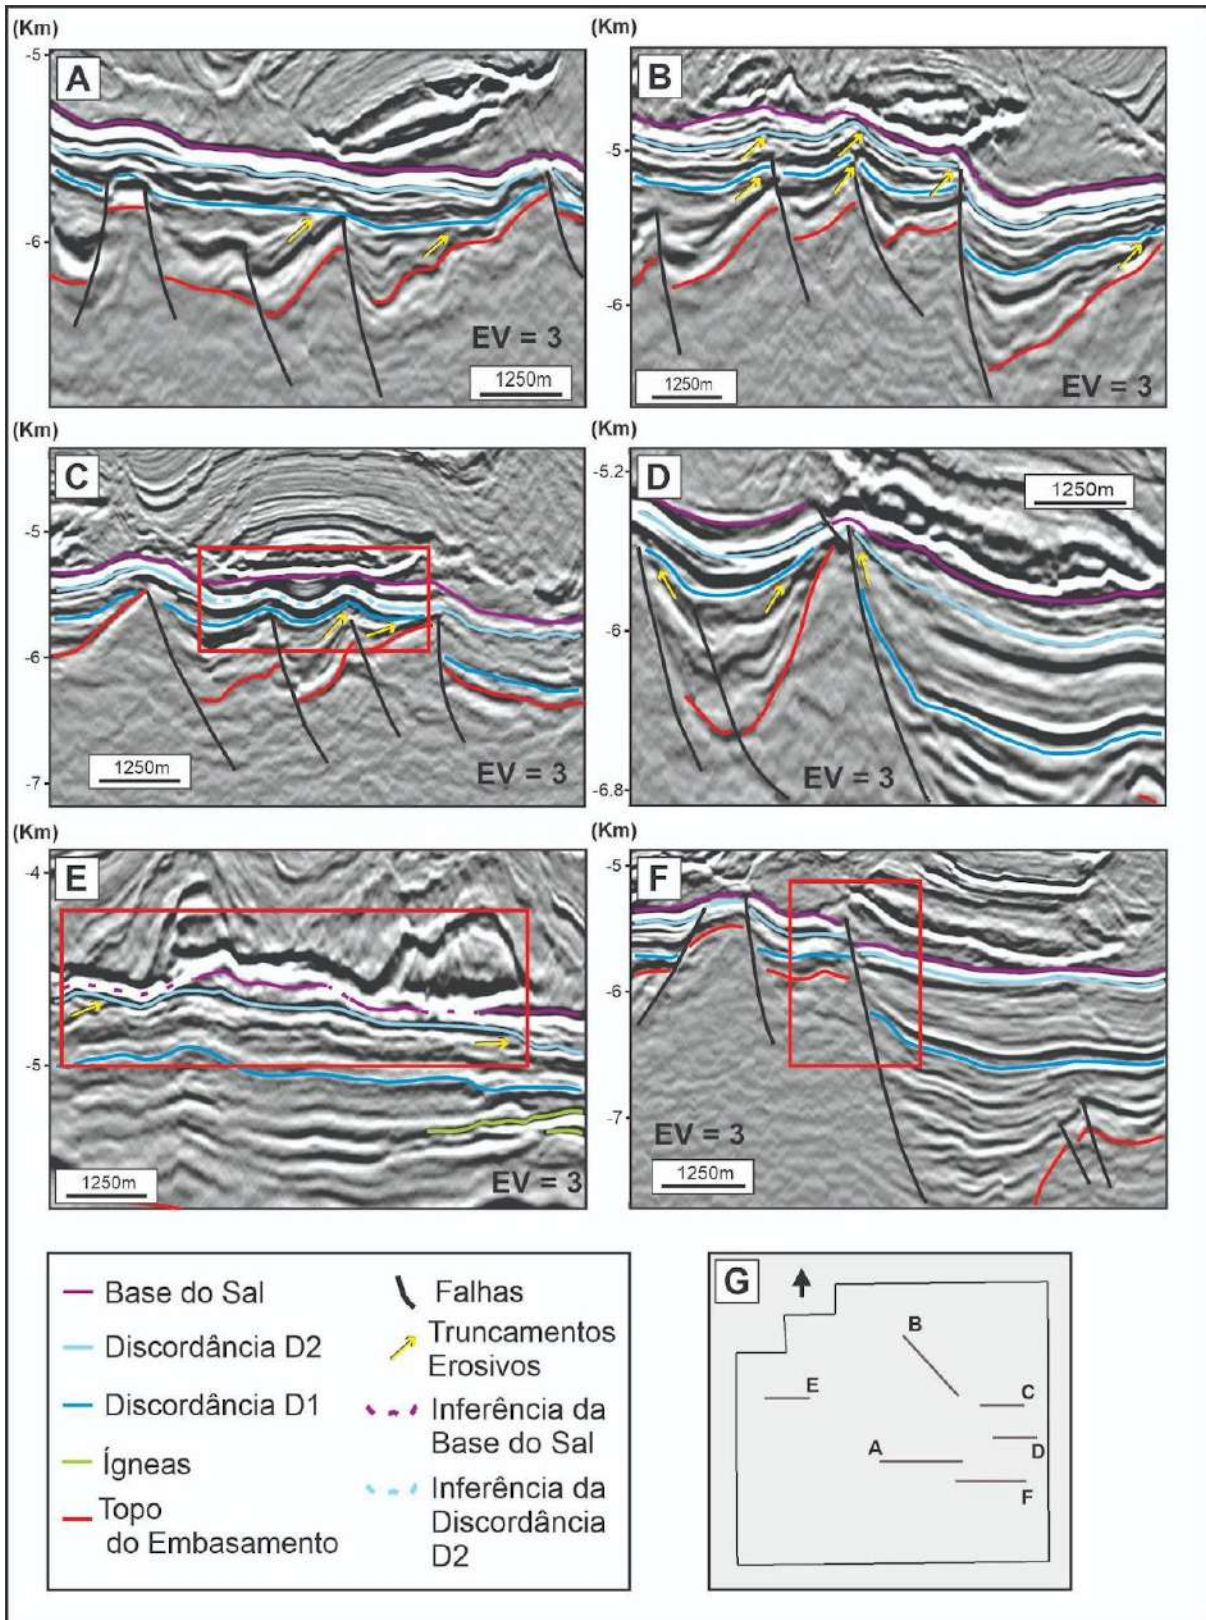 (Km)
(Km)
-5
A
-6
EV = 3
1250m
B
-5
-6
1250m
EV = 3
(Km)
(Km)
C
-5
-6
-7
1250m
EV = 3
D
-5.2
1250m
-6
-6.8
EV = 3
(Km)
(Km)
E
-4
-5
1250m
EV = 3
F
-5
-6
-7
EV = 3
1250m
Base do Sal
Discordância D2
Discordância D1
Ígneas
Topo
do Embasamento
Falhas
Truncamentos
Erosivos
Inferência da
Base do Sal
Inferência da
Discordância
D2
G
B
E
C
D
A
F